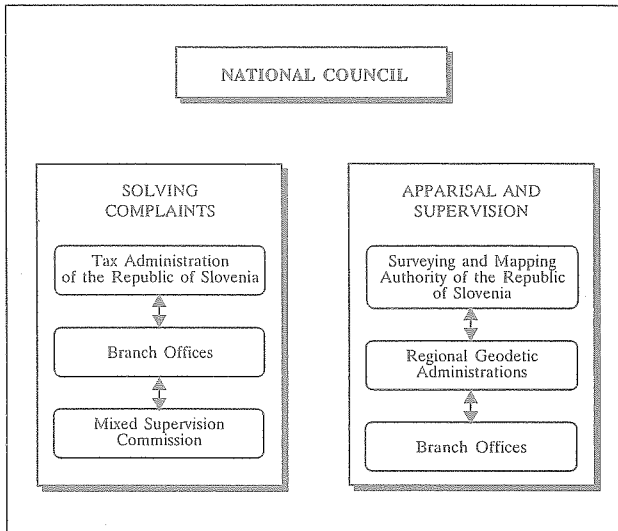 NATIONAL COUNCIL
SOLVING
COMPLAINTS
Tax Administration
of the Republic of Slovenia
Branch Offices
Mixed Supervision
Commission
APPARISAL AND
SUPERVISION
Surveying and Mapping
Authority of the Republic
of Slovenia
Regional Geodetic
Administrations
Branch Offices